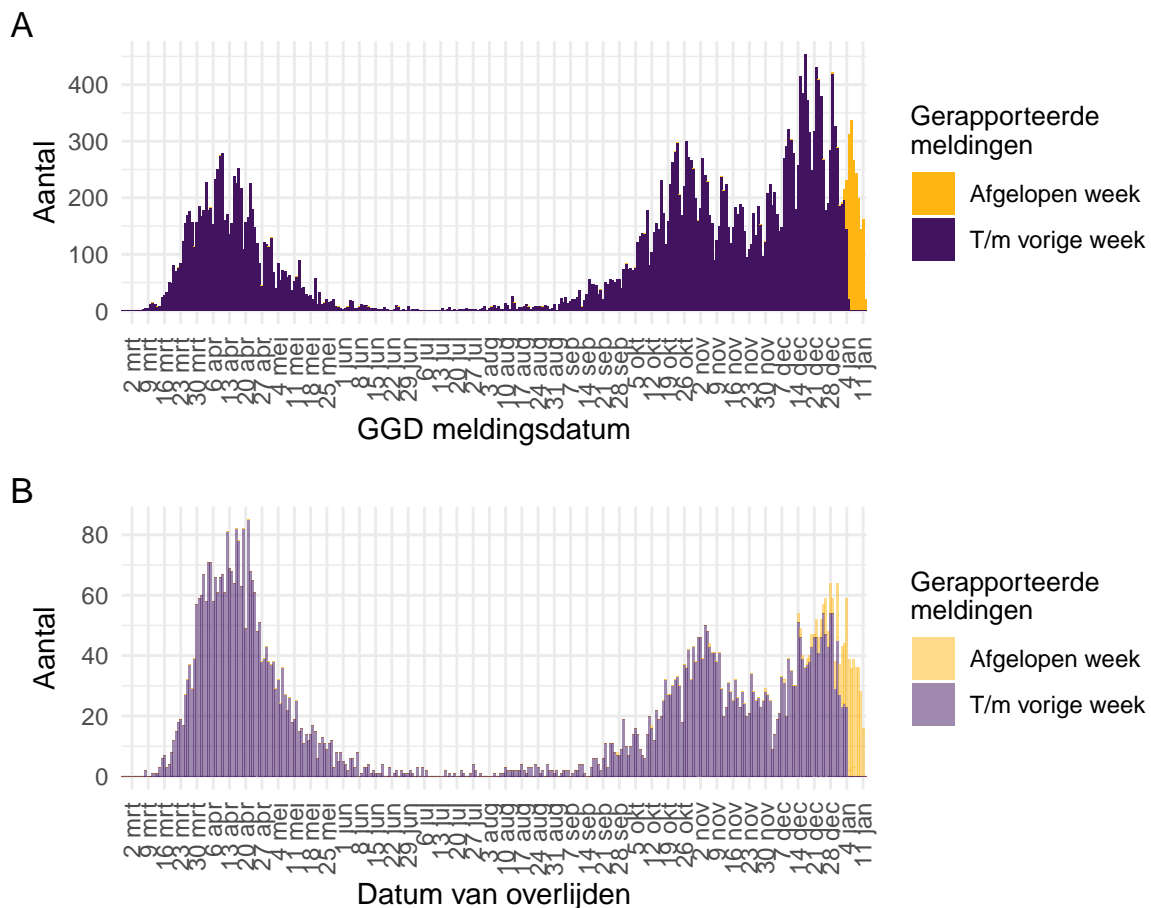 A
400
300
200
100
0
Aantal
2 mrt
9 mrt
16 mrt
23 mrt
30 mrt
6 apr
13 apr
20 apr
27 apr
4 mei
11 mei
18 mei
25 mei
1 jun
8 jun
15 jun
22 jun
29 jun
6 jul
13 jul
20 jul
27 jul
3 aug
10 aug
17 aug
24 aug
31 aug
7 sep
14 sep
21 sep
28 sep
5 okt
12 okt
19 okt
26 okt
2 nov
9 nov
16 nov
23 nov
30 nov
7 dec
14 dec
21 dec
28 dec
4 jan
11 jan
GGD meldingsdatum
Gerapporteerde
meldingen
Afgelopen week
T/m vorige week
B
80
60
40
20
0
Aantal
2 mrt
9 mrt
16 mrt
23 mrt
30 mrt
6 apr
13 apr
20 apr
27 apr
4 mei
11 mei
18 mei
25 mei
1 jun
8 jun
15 jun
22 jun
29 jun
6 jul
13 jul
20 jul
27 jul
3 aug
10 aug
17 aug
24 aug
31 aug
7 sep
14 sep
21 sep
28 sep
5 okt
12 okt
19 okt
26 okt
2 nov
9 nov
16 nov
23 nov
30 nov
7 dec
14 dec
21 dec
28 dec
4 jan
11 jan
Datum van overlijden
Gerapporteerde
meldingen
Afgelopen week
T/m vorige week